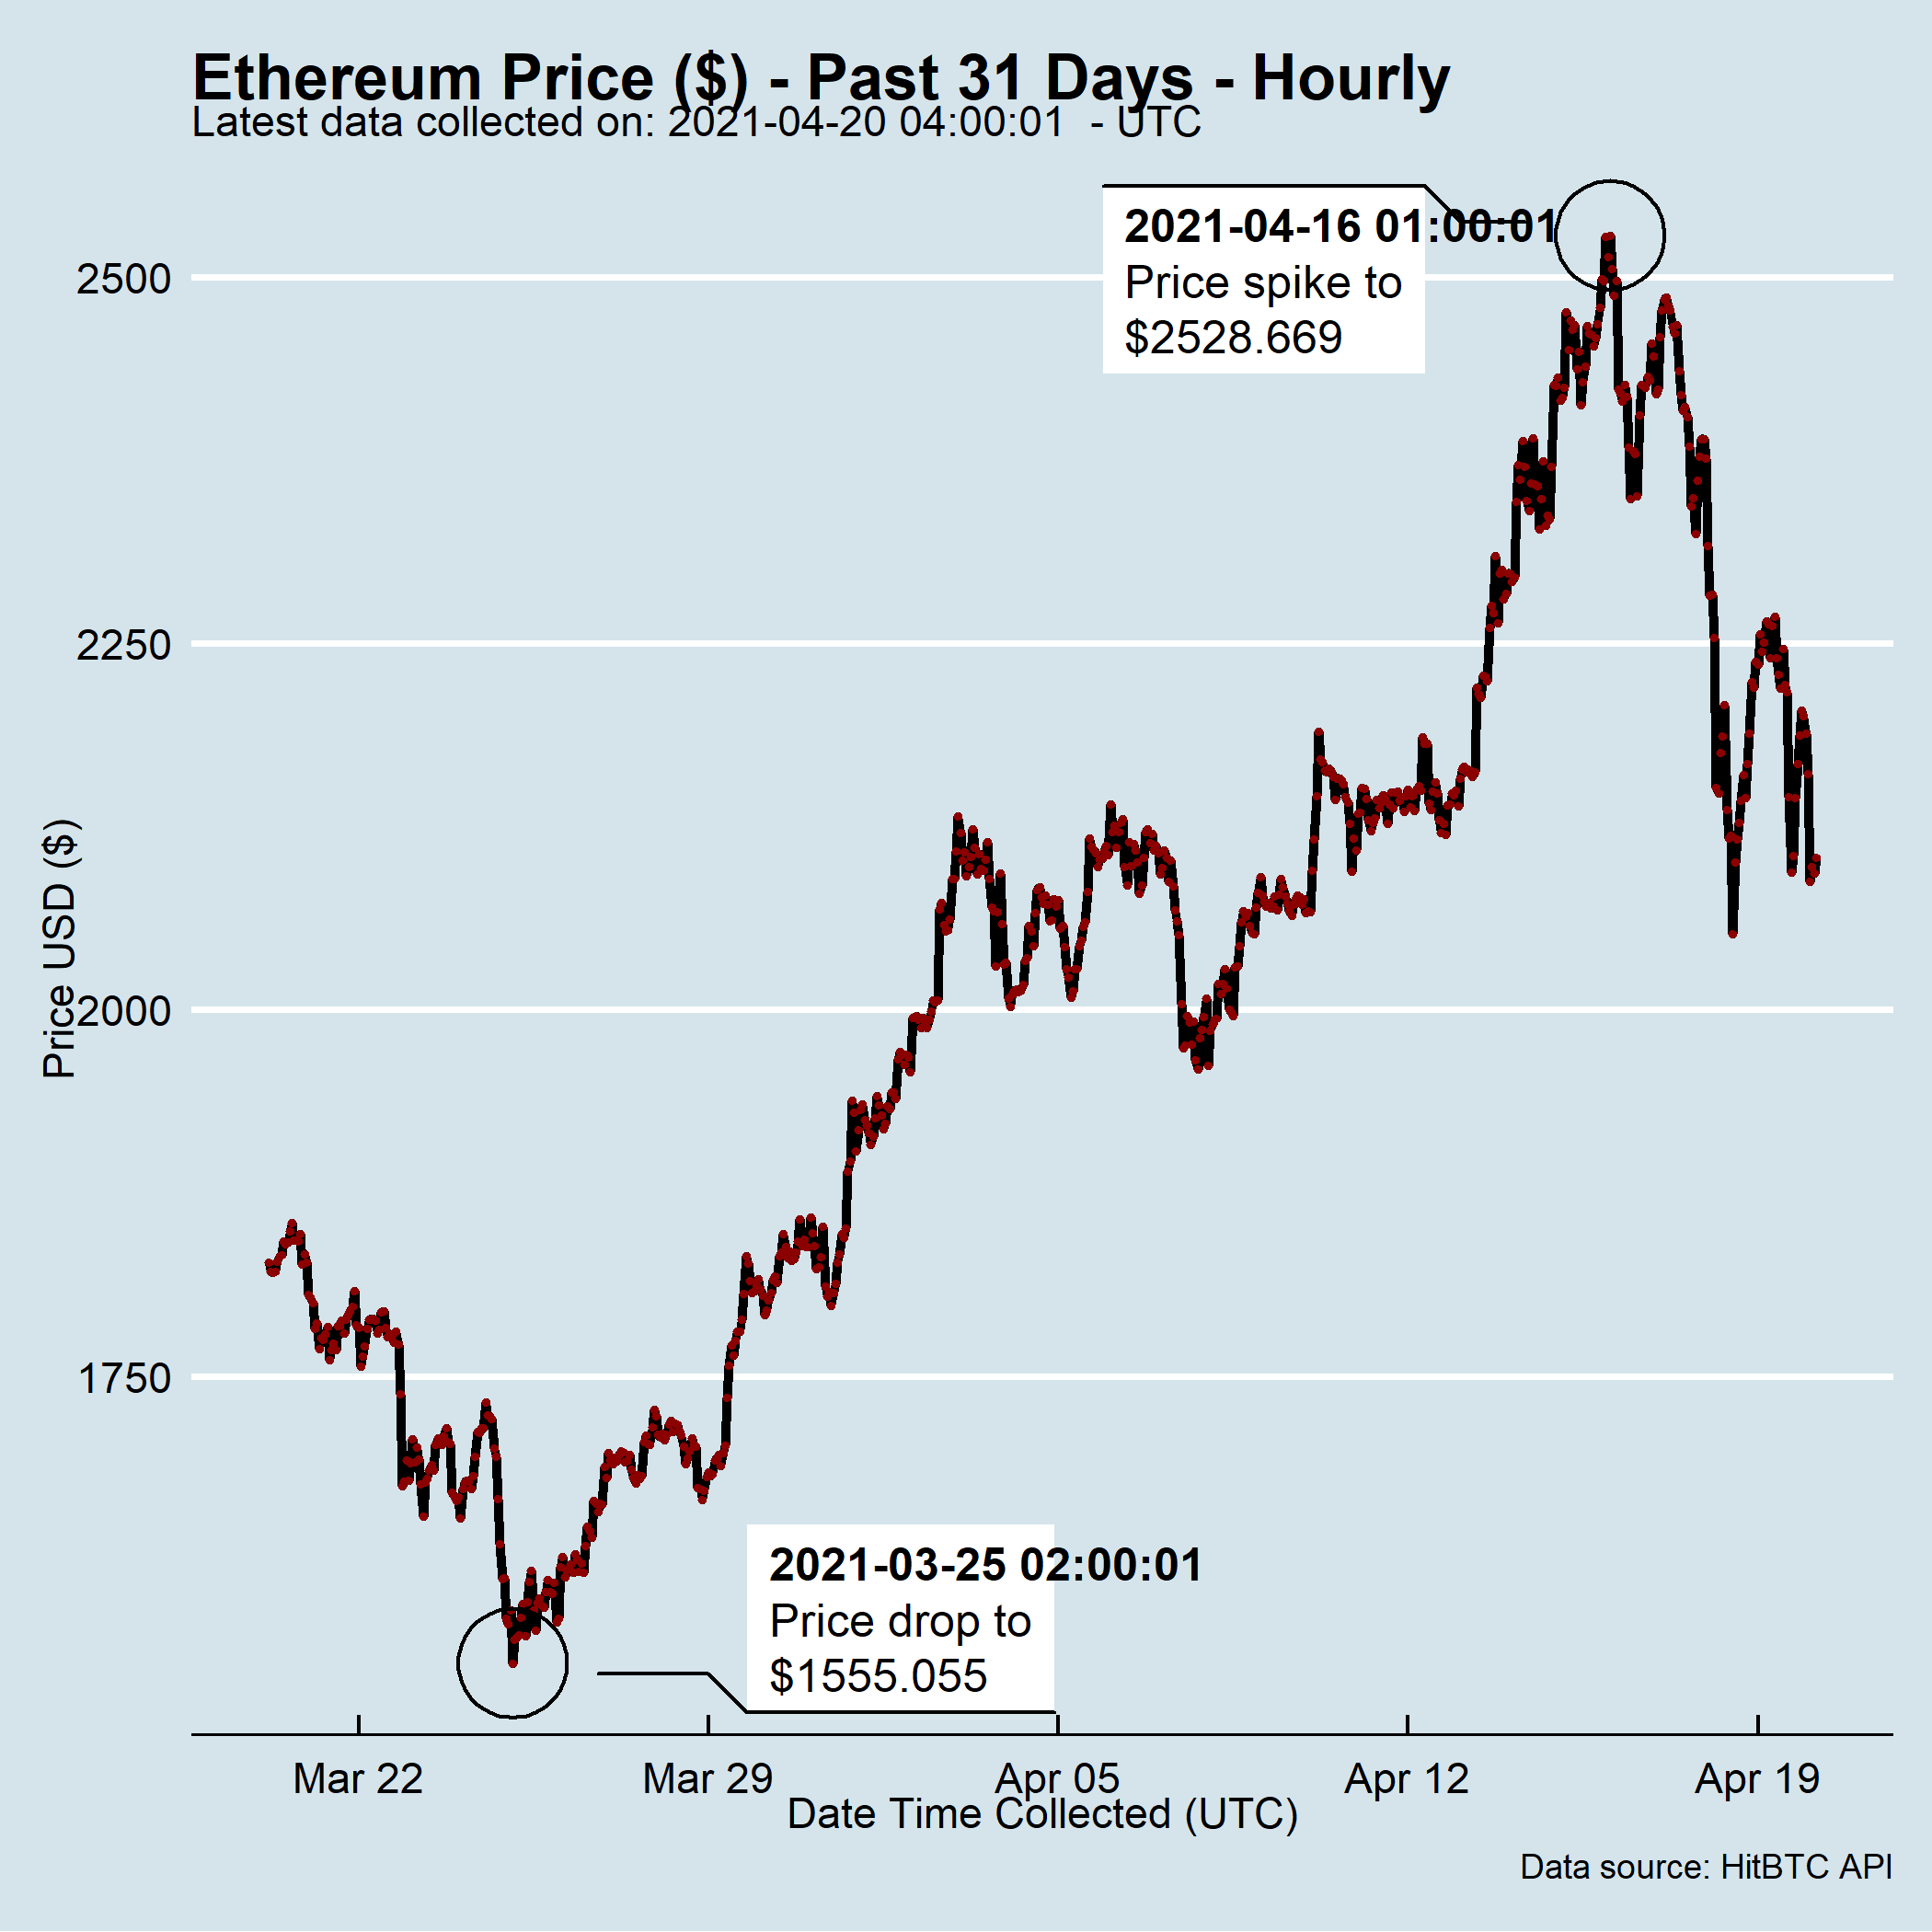 Ethereum Price ($) - Past 31 Days - Hourly
Latest data collected on: 2021-04-20 04:00:01  - UTC
2021-04-16 01:00:01
Price spike to
$2528.669
2500
2250
2000
1750
Price USD ($)
2021-03-25 02:00:01
Price drop to
$1555.055
Mar 22
Mar 29
Apr 05
Apr 12
Apr 19
Date Time Collected (UTC)
Data source: HitBTC API